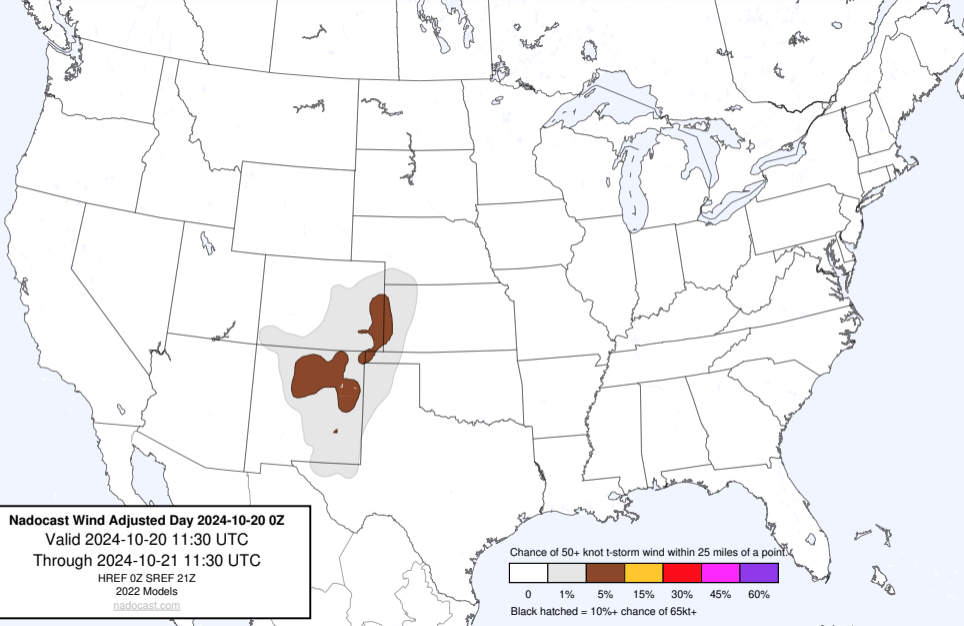 Nadocast Wind Adjusted Day 2024-10-20 0Z
Valid 2024-10-20 11:30 UTC
Through 2024-10-21 11:30 UTC
HREF 0Z SREF 21Z
2022 Models
nadocast.com
Chance of 50+ knot t-storm wind within 25 miles of a point.
0 1% 5% 15% 30% 45% 60%
Black hatched = 10%+ chance of 65kt+